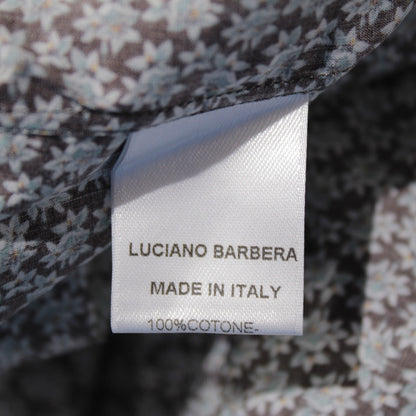 LUCIANO BARBERA
MADE IN ITALY
100%COTONE-